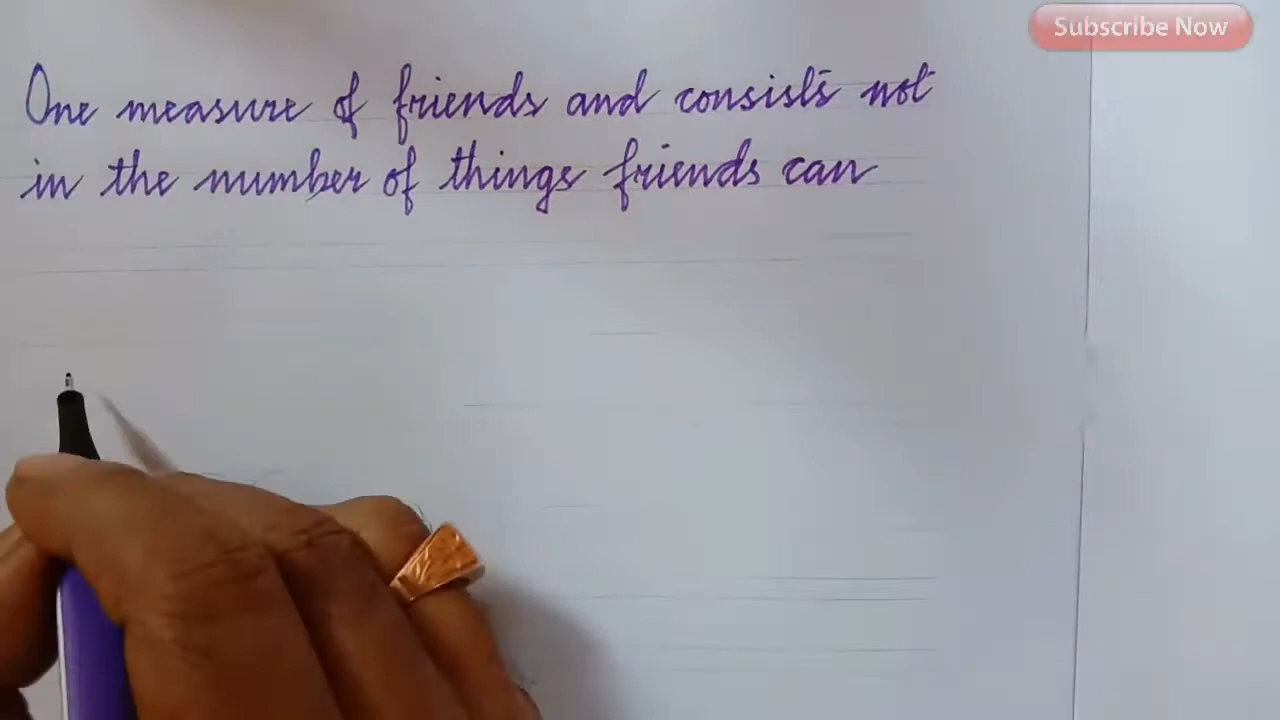 Subscribe Now
One measure of friends and consists not
in the number of things friends can